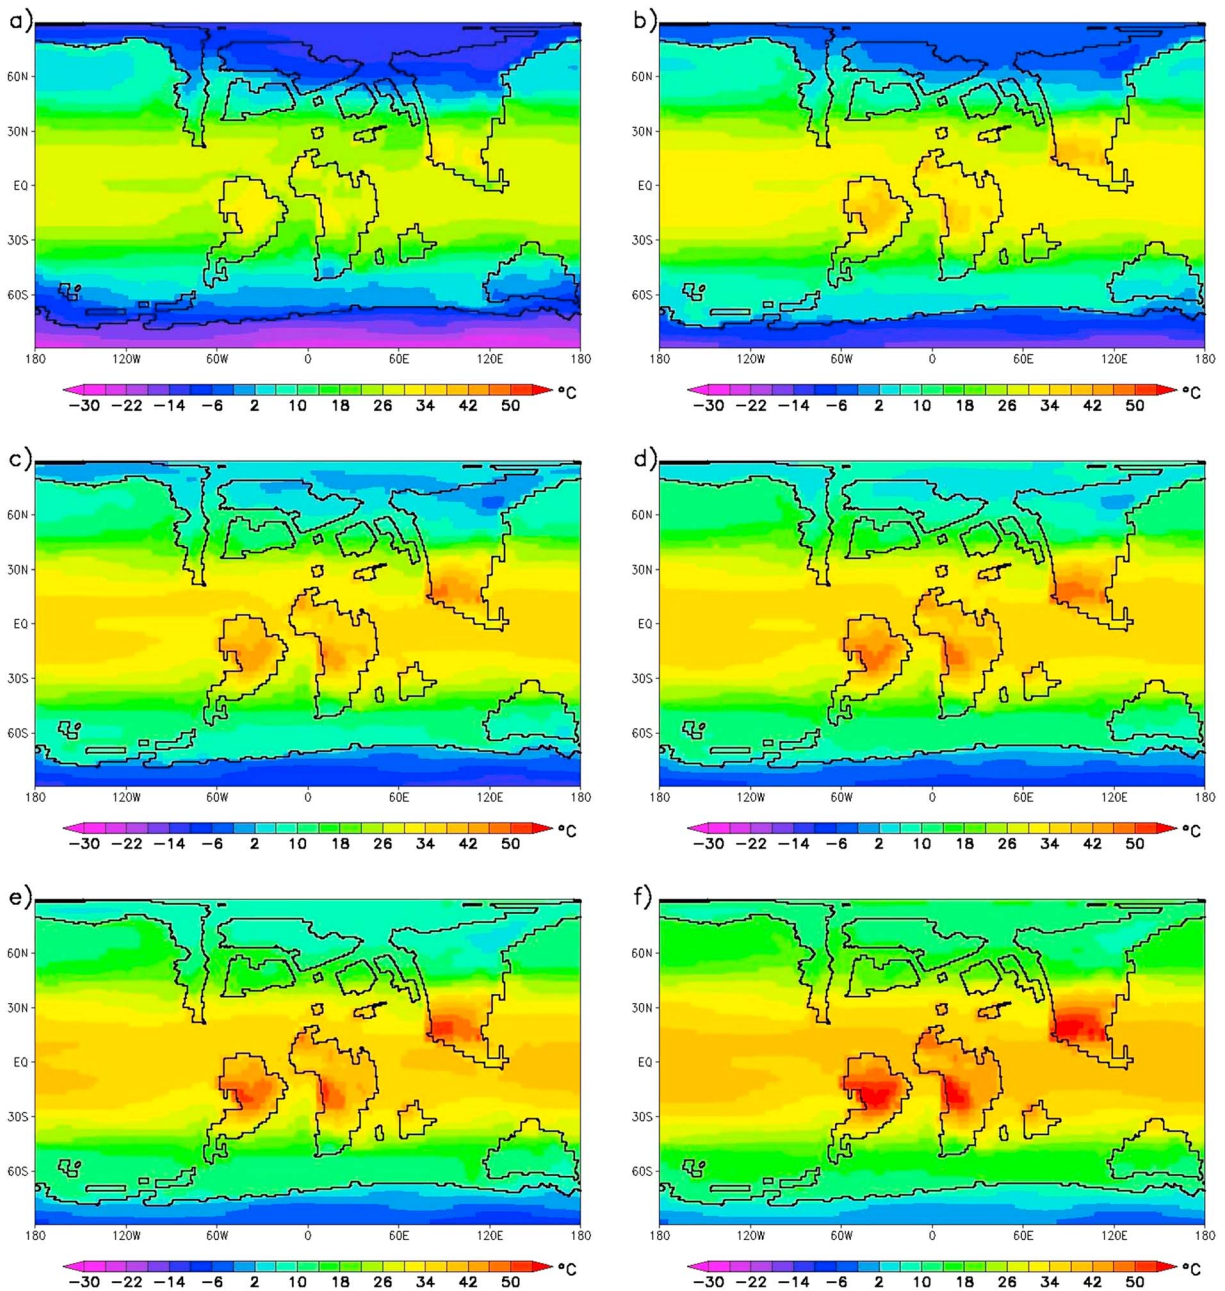 a) b)
60N 60N
30N 30N
EQ EQ
30S 30S
60S 60S
180 120W 60W 0 60E 120E 180 180 120W 60W 0 60E 120E 180
−30 −22 −14 −6 2 10 18 26 34 42 50 °C −30 −22 −14 −6 2 10 18 26 34 42 50 °C
c) d)
60N 60N
30N 30N
EQ EQ
30S 30S
60S 60S
180 120W 60W 0 60E 120E 180 180 120W 60W 0 60E 120E 180
−30 −22 −14 −6 2 10 18 26 34 42 50 °C −30 −22 −14 −6 2 10 18 26 34 42 50 °C
e) f)
60N 60N
30N 30N
EQ EQ
30S 30S
60S 60S
180 120W 60W 0 60E 120E 180 180 120W 60W 0 60E 120E 180
−30 −22 −14 −6 2 10 18 26 34 42 50 °C −30 −22 −14 −6 2 10 18 26 34 42 50 °C